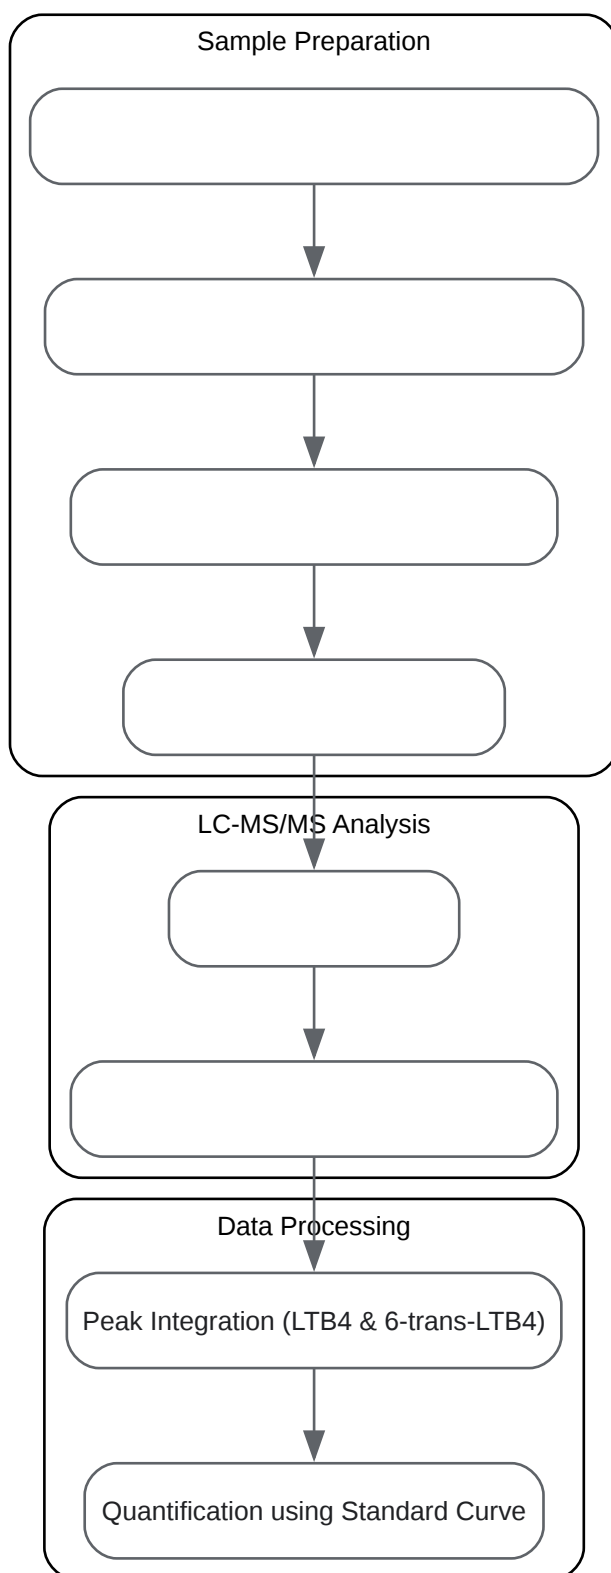 Sample Preparation
LC-MS/MS Analysis
Data Processing
Peak Integration (LTB4 & 6-trans-LTB4)
Quantification using Standard Curve